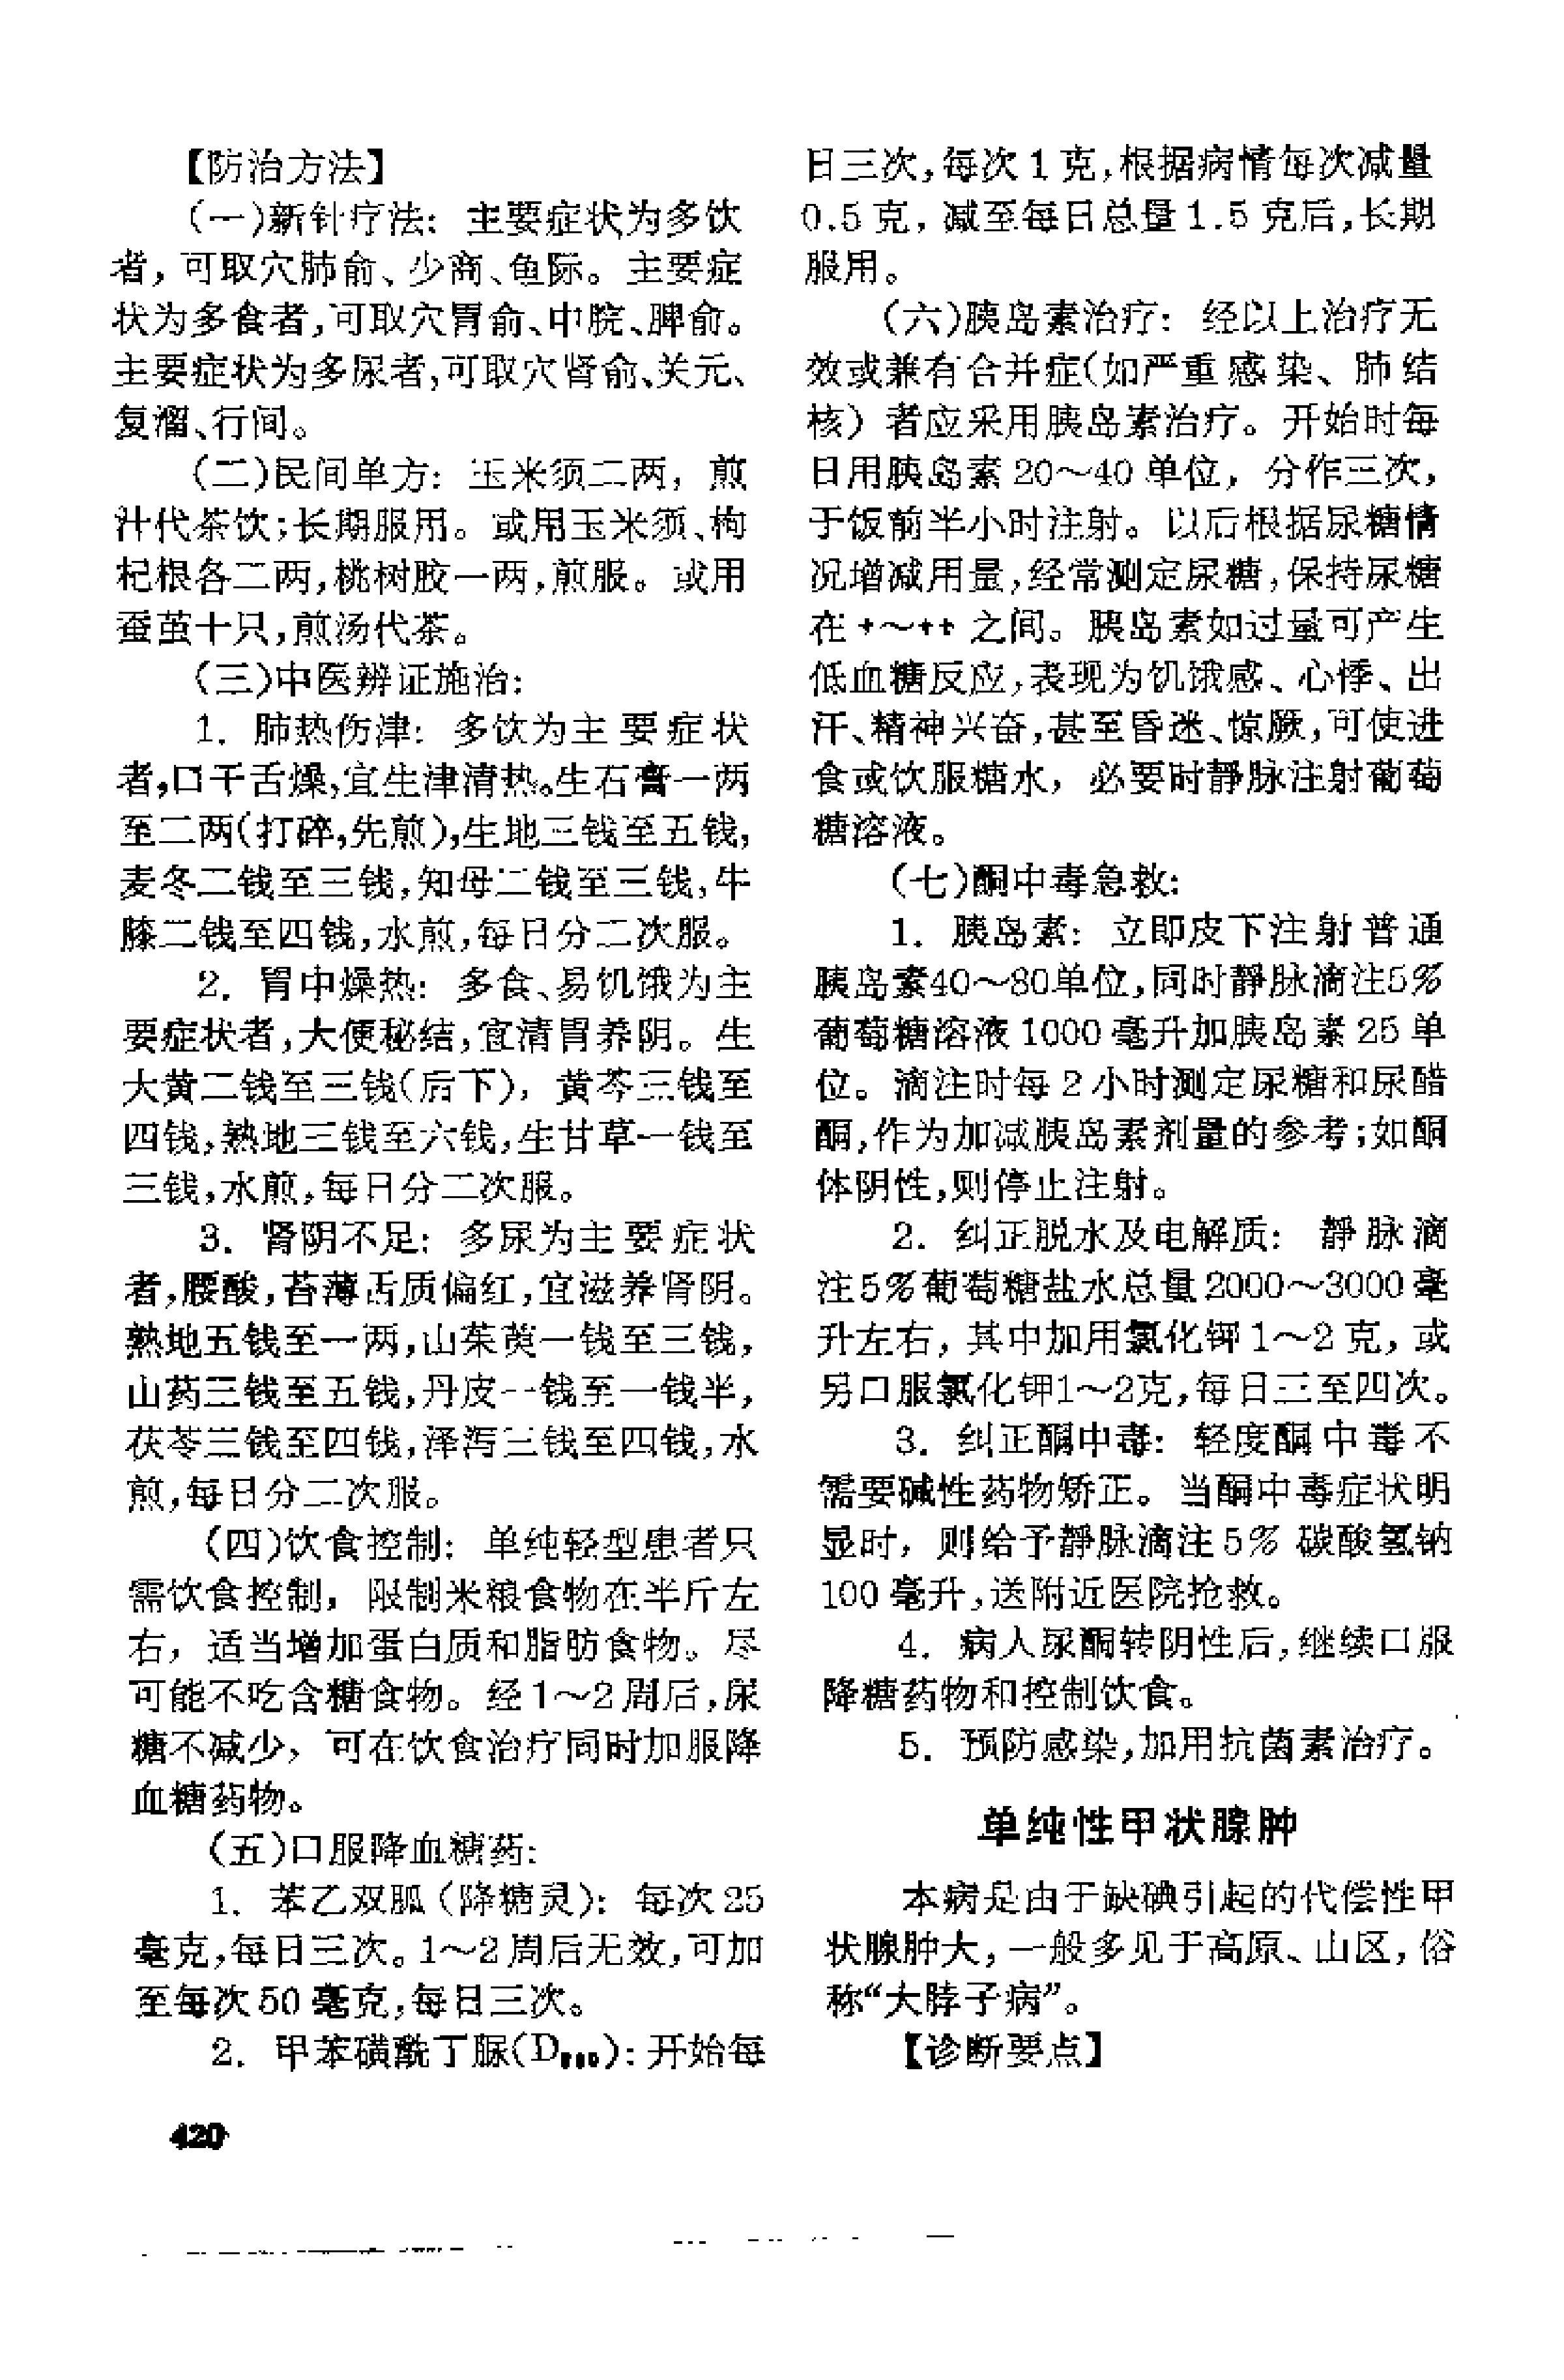 【防治方法】
(一)新针疗法: 主要症状为多饮
者, 可取穴肺俞、少商、鱼际。主要症
状为多食者,可取穴胃俞、中脘、脾俞。
主要症状为多尿者,可取穴肾俞、关元、
复溜、行间。
(二)民间单方: 玉米须二两, 煎
汁代茶饮;长期服用。或用玉米须、枸
杞根各二两,桃树胶一两,煎服。或用
蚕茧十只,煎汤代茶。
(三)中医辨证施治:
1. 肺热伤津: 多饮为主要症状
者,口干舌燥,宜生津清热。生石膏一两
至二两(打碎,先煎),生地三钱至五钱,
麦冬二钱至三钱,知母二钱至三钱,牛
膝二钱至四钱,水煎,每日分二次服。
2. 胃中燥热: 多食、易饥饿为主
要症状者,大便秘结,宜清胃养阴。生
大黄二钱至三钱(后下), 黄芩三钱至
四钱,熟地三钱至六钱,生甘草一钱至
三钱,水煎,每日分二次服。
3. 肾阴不足: 多尿为主要症状
者,腰酸,苔薄舌质偏红,宜滋养肾阴。
熟地五钱至一两,山茱萸一钱至三钱,
山药三钱至五钱,丹皮一钱至一钱半,
茯苓三钱至四钱,泽泻三钱至四钱,水
煎,每日分二次服。
(四)饮食控制: 单纯轻型患者只
需饮食控制, 限制米粮食物在半斤左
右, 适当增加蛋白质和脂肪食物。尽
可能不吃含糖食物。经1～2周后,尿
糖不减少, 可在饮食治疗同时加服降
血糖药物。
(五)口服降血糖药:
1. 苯乙双胍(降糖灵): 每次25
毫克,每日三次。1～2周后无效,可加
至每次50毫克,每日三次。
2. 甲苯磺酰丁脲(D₈₆₀): 开始每
420
日三次,每次1克,根据病情每次减量
0.5克, 减至每日总量1.5克后,长期
服用。
(六)胰岛素治疗: 经以上治疗无
效或兼有合并症(如严重感染、肺结
核) 者应采用胰岛素治疗。开始时每
日用胰岛素20～40单位, 分作三次,
于饭前半小时注射。以后根据尿糖情
况增减用量,经常测定尿糖,保持尿糖
在+～++之间。胰岛素如过量可产生
低血糖反应,表现为饥饿感、心悸、出
汗、精神兴奋,甚至昏迷、惊厥,可使进
食或饮服糖水, 必要时静脉注射葡萄
糖溶液。
(七)酮中毒急救:
1. 胰岛素: 立即皮下注射普通
胰岛素40～80单位,同时静脉滴注5%
葡萄糖溶液1000毫升加胰岛素25单
位。滴注时每2小时测定尿糖和尿醋
酮,作为加减胰岛素剂量的参考;如酮
体阴性,则停止注射。
2. 纠正脱水及电解质: 静脉滴
注5%葡萄糖盐水总量2000～3000毫
升左右, 其中加用氯化钾1～2克, 或
另口服氯化钾1～2克,每日三至四次。
3. 纠正酮中毒: 轻度酮中毒不
需要碱性药物矫正。当酮中毒症状明
显时, 则给予静脉滴注5% 碳酸氢钠
100毫升,送附近医院抢救。
4. 病人尿酮转阴性后,继续口服
降糖药物和控制饮食。
5. 预防感染,加用抗菌素治疗。
单纯性甲状腺肿
本病是由于缺碘引起的代偿性甲
状腺肿大, 一般多见于高原、山区, 俗
称“大脖子病”。
【诊断要点】